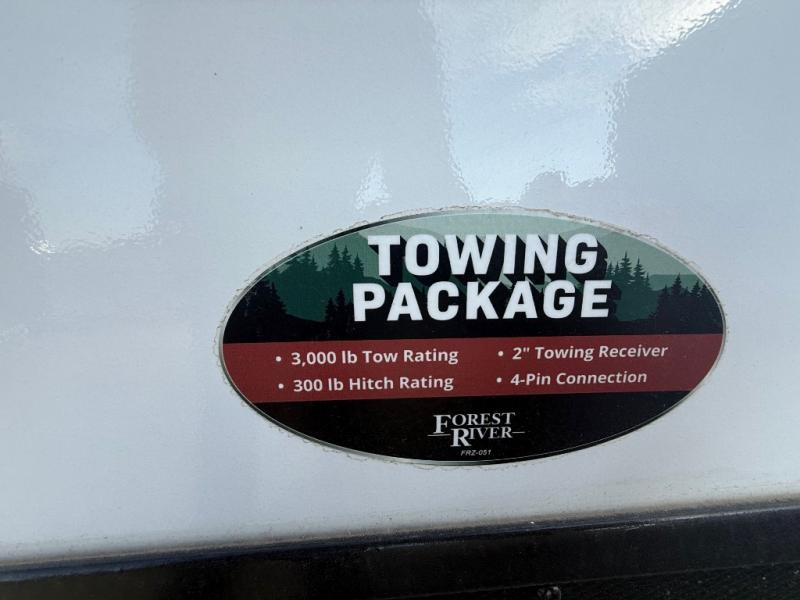 TOWING
PACKAGE
• 3,000 lb Tow Rating
• 2" Towing Receiver
• 300 lb Hitch Rating
• 4-Pin Connection
FOREST
RIVER
FRZ-051